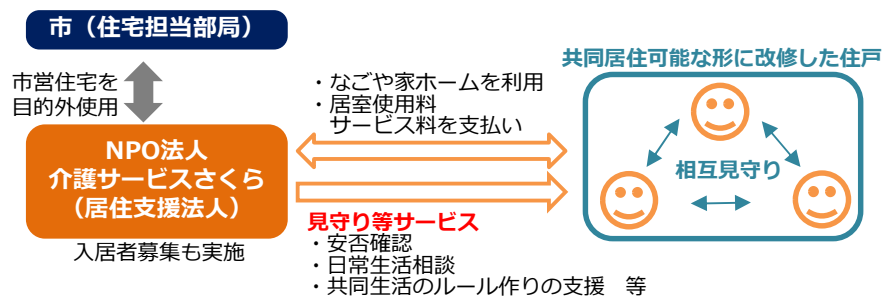 市（住宅担当部局）
市営住宅を
目的外使用
NPO法人
介護サービスさくら
（居住支援法人）
入居者募集も実施
・なごや家ホームを利用
・居室使用料
サービス料を支払い
見守り等サービス
・安否確認
・日常生活相談
・共同生活のルール作りの支援　等
共同居住可能な形に改修した住戸
相互見守り